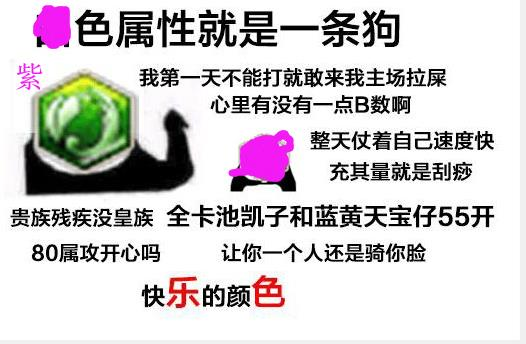 色属性就是一条狗
紫
我第一天不能打就敢来我主场拉屎
心里有没有一点B数啊
整天仗着自己速度快
充其量就是刮痧
贵族残疾没皇族 全卡池凯子和蓝黄天宝仔55开
80属攻开心吗 让你一个人还是骑你脸
快乐的颜色